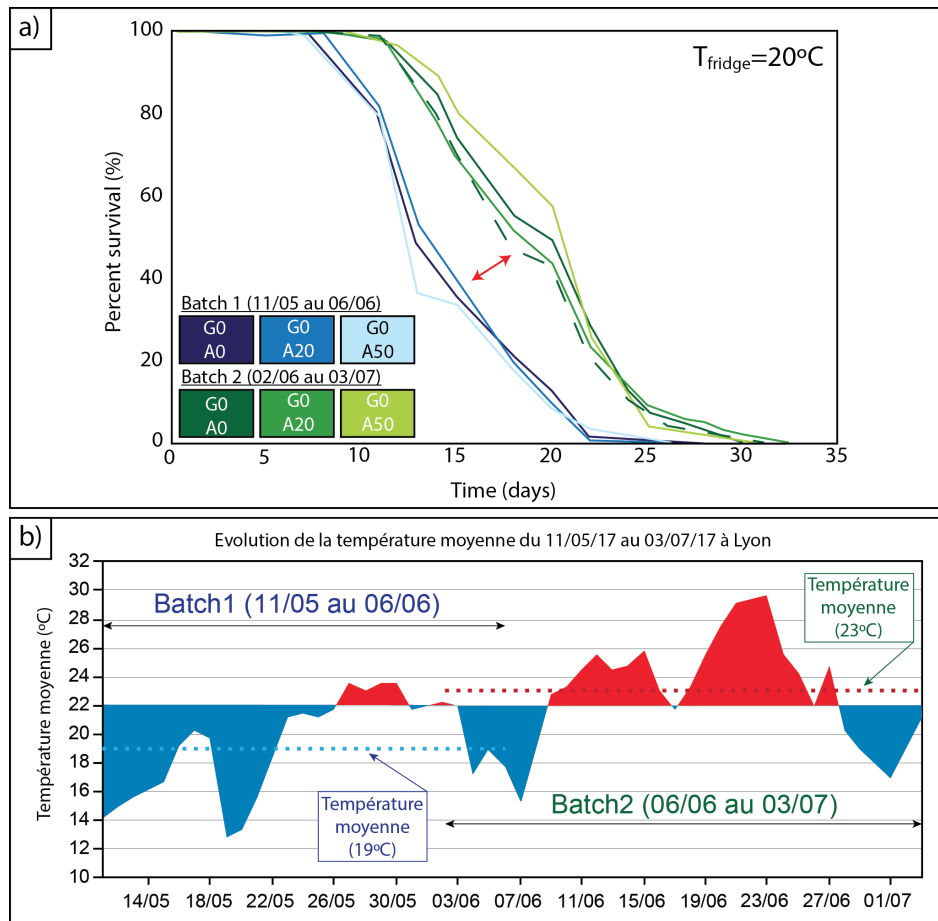 a)
100
80
60
40
20
0
Percent survival (%)
T fridge=20ºC
Batch 1 (11/05 au 06/06)
G0 G0 G0
A0 A20 A50
Batch 2 (02/06 au 03/07)
G0 G0 G0
A0 A20 A50
0 5 10 15 20 25 30 35
Time (days)
b)
Evolution de la température moyenne du 11/05/17 au 03/07/17 à Lyon
Température moyenne (ºC)
32
30
28
26
24
22
20
18
16
14
12
10
Batch1 (11/05 au 06/06)
Température
moyenne
(23ºC)
Température
moyenne
(19ºC)
Batch2 (06/06 au 03/07)
14/05 18/05 22/05 26/05 30/05 03/06 07/06 11/06 15/06 19/06 23/06 27/06 01/07